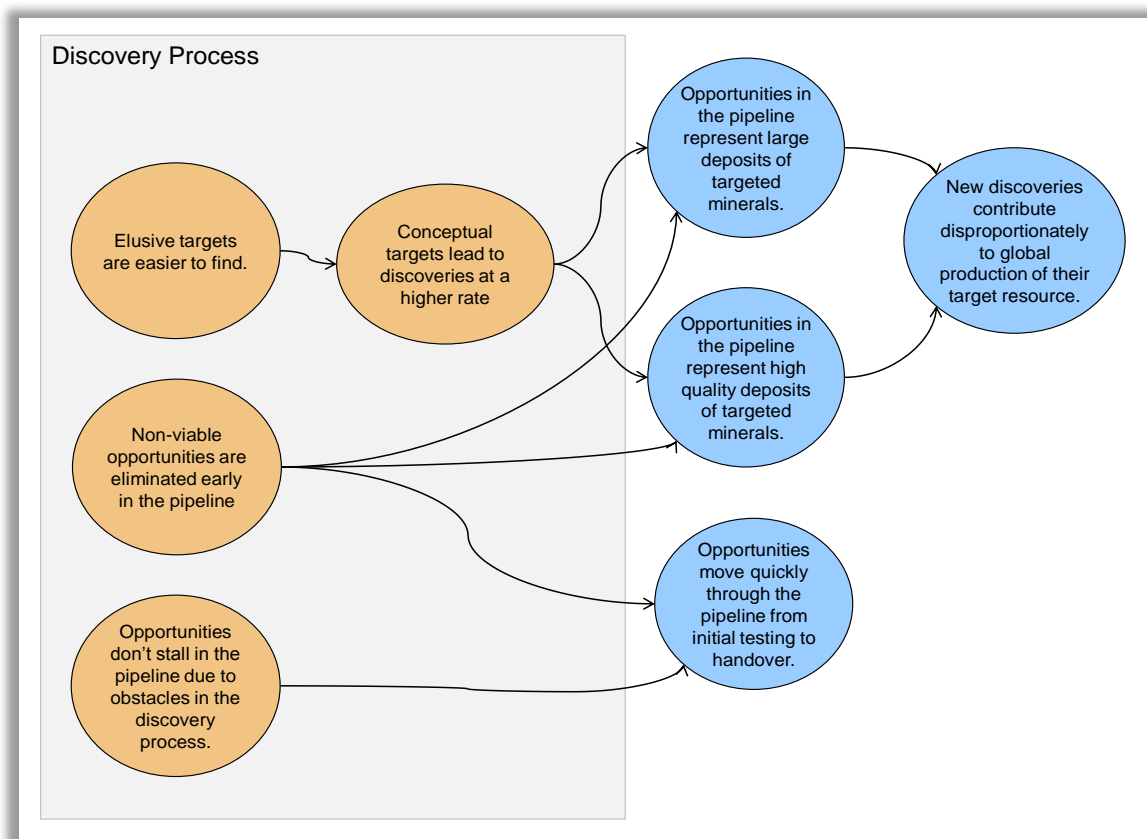 Discovery Process
Elusive targets
are easier to find.
Conceptual
targets lead to
discoveries at a
higher rate
Non-viable
opportunities are
eliminated early
in the pipeline
Opportunities
don’t stall in the
pipeline due to
obstacles in the
discovery
process.
Opportunities in
the pipeline
represent large
deposits of
targeted
minerals.
Opportunities in
the pipeline
represent high
quality deposits
of targeted
minerals.
Opportunities
move quickly
through the
pipeline from
initial testing to
handover.
New discoveries
contribute
disproportionately
to global
production of their
target resource.